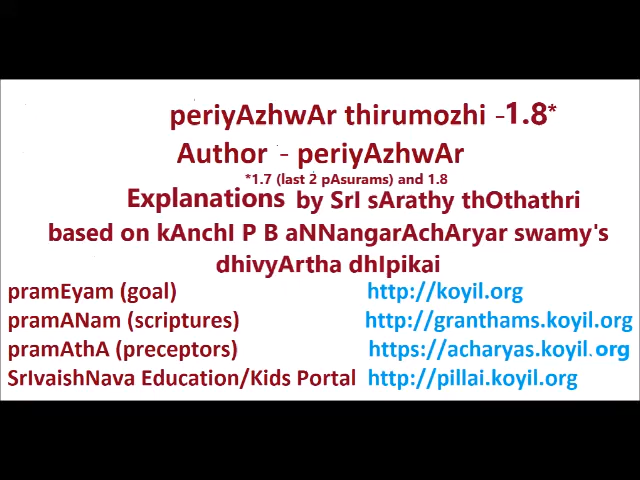 periyAzhwAr thirumozhi -1.8*
Author - periyAzhwAr
*1.7 (last 2 pAsurams) and 1.8
Explanations by SrI sArathy thOthathri
based on kAnchI P B aNNangarAchAryar swamy's
dhivyArtha dhIpikai
pramEyam (goal) http://koyil.org
pramANam (scriptures) http://granthams.koyil.org
pramAthA (preceptors) https://acharyas.koyil.org
SrIvaishNava Education/Kids Portal http://pillai.koyil.org